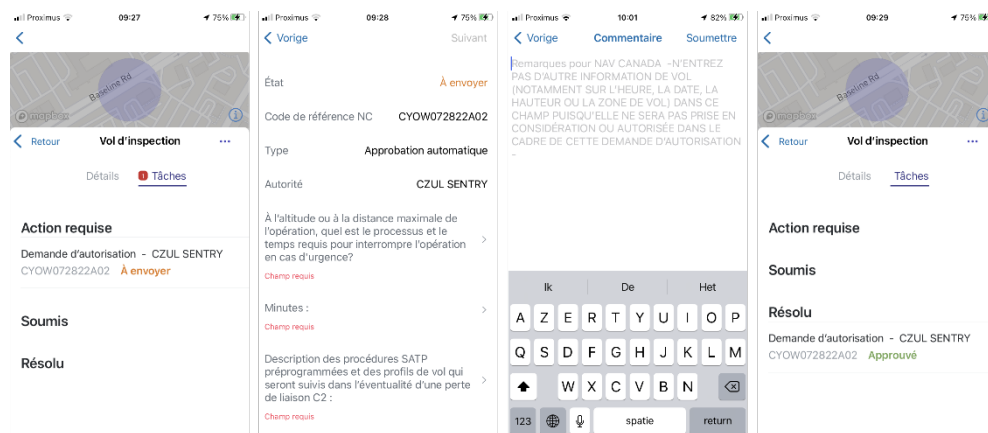 Proximus 09:27 75%
Baseline Rd
mapbox
Retour Vol d'inspection ...
Détails 1 Tâches
Action requise
Demande d'autorisation - CZUL SENTRY
CYOW072822A02 À envoyer
Soumis
Résolu
Proximus 09:28 75%
Vorige Suivant
État À envoyer
Code de référence NC CYOW072822A02
Type Approbation automatique
Autorité CZUL SENTRY
À l'altitude ou à la distance maximale de
l'opération, quel est le processus et le
temps requis pour interrompre l'opération
en cas d'urgence?
Champ requis
Minutes :
Champ requis
Description des procédures SATP
préprogrammées et des profils de vol qui
seront suivis dans l'éventualité d'une perte
de liaison C2 :
Champ requis
Proximus 10:01 82%
Vorige Commentaire Soumettre
Remarques pour NAV CANADA -N'ENTREZ
PAS D'AUTRE INFORMATION DE VOL
(NOTAMMENT SUR L'HEURE, LA DATE, LA
HAUTEUR OU LA ZONE DE VOL) DANS CE
CHAMP PUISQU'ELLE NE SERA PAS PRISE EN
CONSIDÉRATION OU AUTORISÉE DANS LE
CADRE DE CETTE DEMANDE D'AUTORISATION
-
Ik De Het
A Z E R T Y U I O P
Q S D F G H J K L M
W X C V B N
123 spatie return
Proximus 09:29 75%
Baseline Rd
mapbox
Retour Vol d'inspection ...
Détails Tâches
Action requise
Soumis
Résolu
Demande d'autorisation - CZUL SENTRY
CYOW072822A02 Approuvé